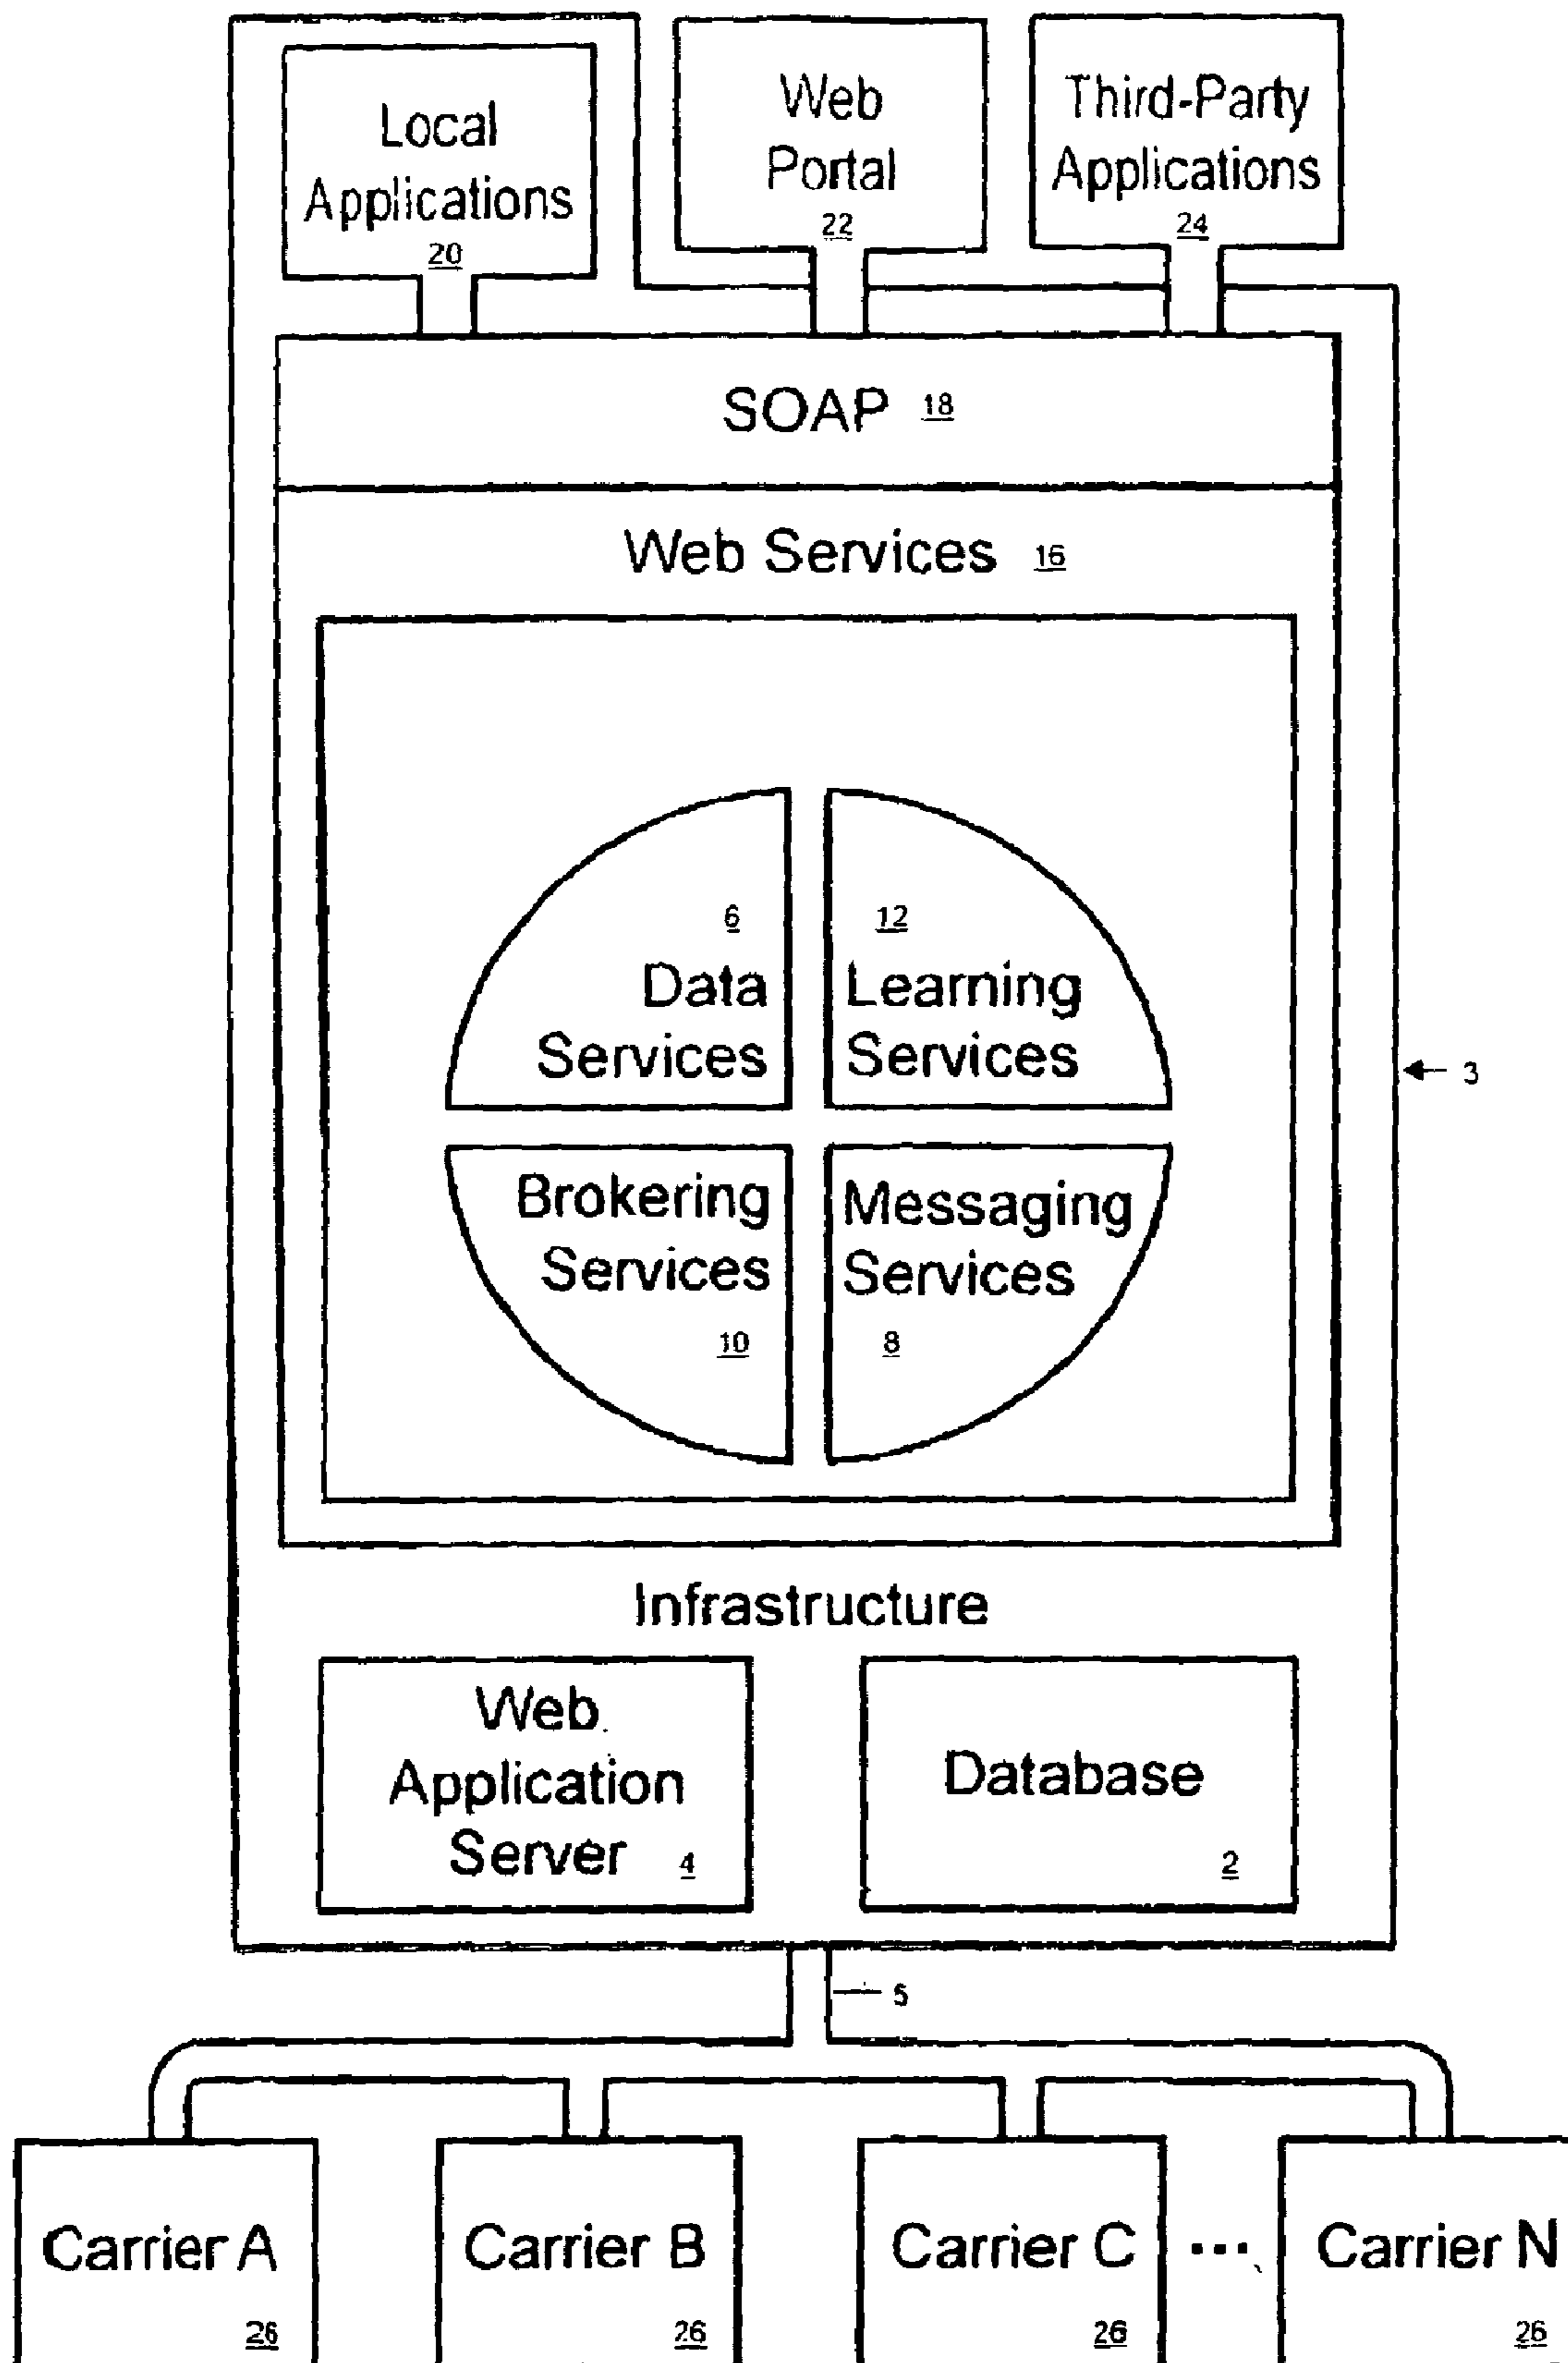 Local
Applications
20
Web
Portal
22
Third-Party
Applications
24
SOAP 18
Web Services 16
6
Data
Services
12
Learning
Services
Brokering
Services
10
Messaging
Services
8
3
Infrastructure
Web
Application
Server 4
Database
2
5
Carrier A
26
Carrier B
26
Carrier C
26
...
Carrier N
26